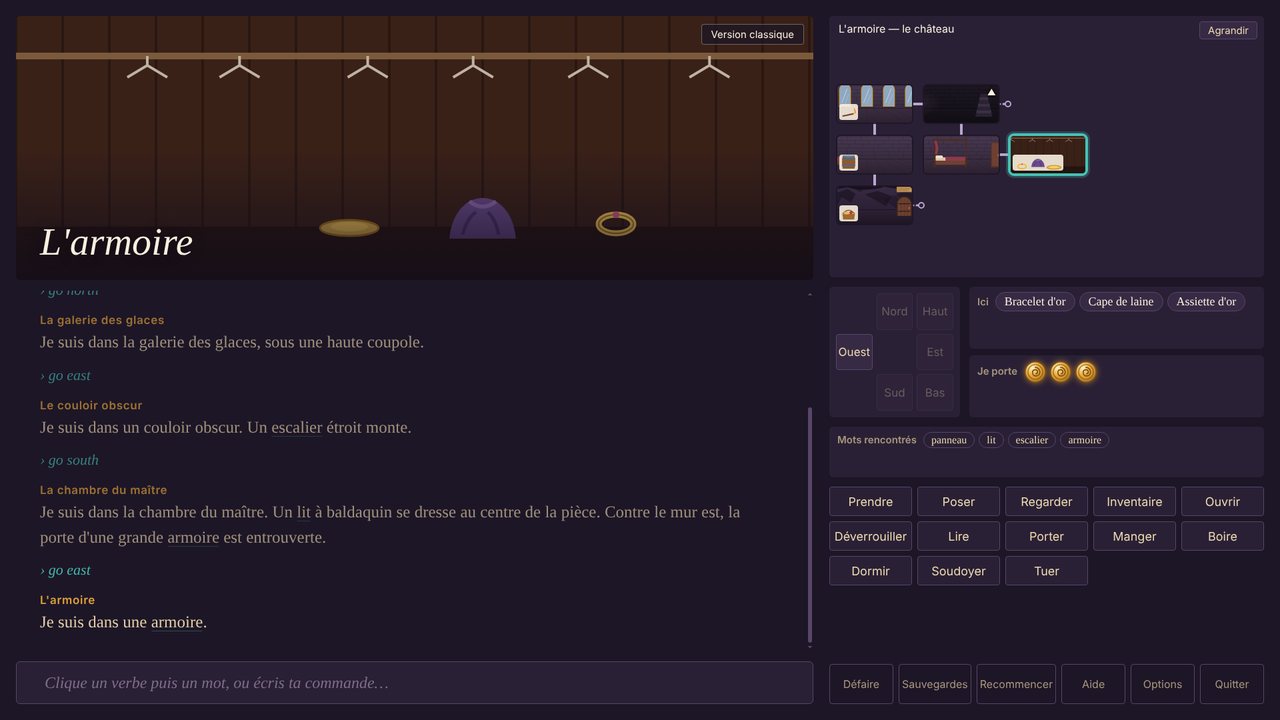 Version classique
L'armoire
› go north
La galerie des glaces
Je suis dans la galerie des glaces, sous une haute coupole.
› go east
Le couloir obscur
Je suis dans un couloir obscur. Un escalier étroit monte.
› go south
La chambre du maître
Je suis dans la chambre du maître. Un lit à baldaquin se dresse au centre de la pièce. Contre le mur est, la
porte d'une grande armoire est entrouverte.
› go east
L'armoire
Je suis dans une armoire.
Clique un verbe puis un mot, ou écris ta commande…
L'armoire — le château
Agrandir
Nord Haut
Ouest Est
Sud Bas
Ici Bracelet d'or Cape de laine Assiette d'or
Je porte
Mots rencontrés panneau lit escalier armoire
Prendre Poser Regarder Inventaire Ouvrir
Déverrouiller Lire Porter Manger Boire
Dormir Soudoyer Tuer
Défaire Sauvegardes Recommencer Aide Options Quitter